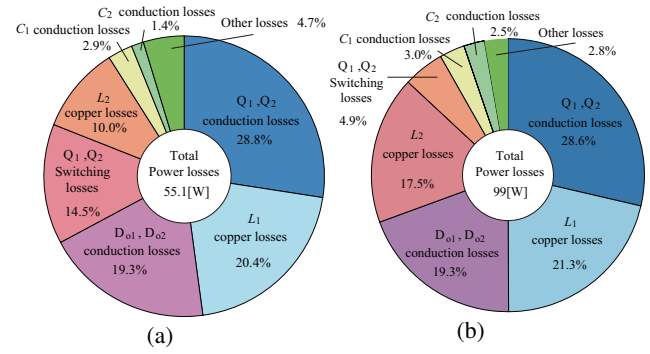 C₂ conduction losses
1.4%
Other losses 4.7%
C₁ conduction losses
2.9%
L₂
copper losses
10.0%
Q₁ ,Q₂
conduction losses
28.8%
Q₁ ,Q₂
Switching
losses
14.5%
Total
Power losses
55.1[W]
Dₒ₁ , Dₒ₂
conduction losses
19.3%
L₁
copper losses
20.4%
(a)
C₂ conduction losses
2.5%
Other losses
2.8%
C₁ conduction losses
3.0%
Q₁ ,Q₂
Switching
losses
4.9%
Q₁ ,Q₂
conduction losses
28.6%
L₂
copper losses
17.5%
Total
Power losses
99[W]
Dₒ₁ , Dₒ₂
conduction losses
19.3%
L₁
copper losses
21.3%
(b)